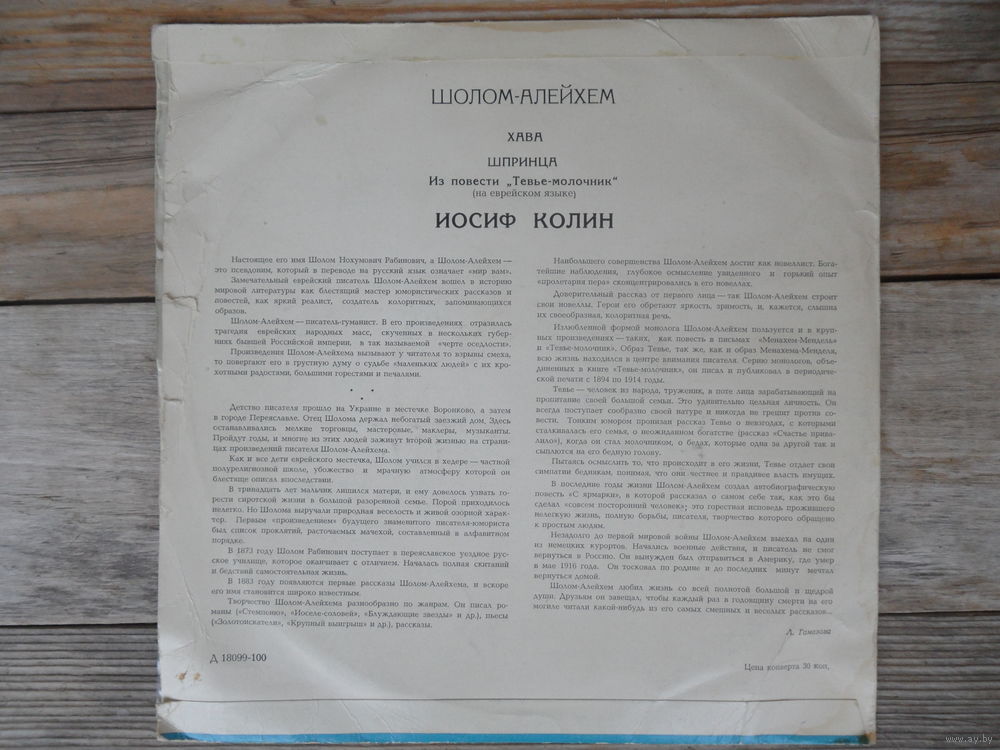 ШОЛОМ-АЛЕЙХЕМ
ХАВА
ШПРИНЦА
Из повести „Тевье-молочник“
(на еврейском языке)
ИОСИФ КОЛИН
Настоящее его имя Шолом Нохумович Рабинович, а Шолом-Алейхем —
это псевдоним, который в переводе на русский язык означает «мир вам».
Замечательный еврейский писатель Шолом-Алейхем вошел в историю
мировой литературы как блестящий мастер юмористических рассказов и
повестей, как яркий реалист, создатель колоритных, запоминающихся
образов.
Шолом-Алейхем — писатель-гуманист. В его произведениях отразилась
трагедия еврейских народных масс, скученных в нескольких губер-
ниях бывшей Российской империи, в так называемой «черте оседлости».
Произведения Шолом-Алейхема вызывают у читателя то взрывы смеха,
то повергают его в грустную думу о судьбе «маленьких людей» с их кро-
хотными радостями, большими горестями и печалями.
Детство писателя прошло на Украине в местечке Воронково, а затем
в городе Переяславле. Отец Шолома держал небогатый заезжий дом. Здесь
останавливались мелкие торговцы, мастеровые, маклеры, музыканты.
Пройдут годы, и многие из этих людей заживут второй жизнью на страни-
цах произведений писателя Шолом-Алейхема.
Как и все дети еврейского местечка, Шолом учился в хедере — частной
полурелигиозной школе, убожество и мрачную атмосферу которой он
блестяще описал впоследствии.
В тринадцать лет мальчик лишился матери, и ему довелось узнать го-
рести сиротской жизни в большой разоренной семье. Порой приходилось
нелегко. Но Шолома выручали природная веселость и живой озорной харак-
тер. Первым «произведением» будущего знаменитого писателя-юмориста
был список проклятий, расточаемых мачехой, составленный в алфавитном
порядке.
В 1873 году Шолом Рабинович поступает в переяславское уездное рус-
ское училище, которое оканчивает с отличием. Началась полная скитаний
и бедствий самостоятельная жизнь.
В 1883 году появляются первые рассказы Шолом-Алейхема, и вскоре
его имя становится широко известным.
Творчество Шолом-Алейхема разнообразно по жанрам. Он писал ро-
маны («Стемпеню», «Иоселе-соловей», «Блуждающие звезды» и др.), пьесы
(«Золотоискатели», «Крупный выигрыш» и др.), рассказы.
Д 18099-100
Наибольшего совершенства Шолом-Алейхем достиг как новеллист. Бога-
тейшие наблюдения, глубокое осмысление увиденного и горький опыт
«пролетария пера» сконцентрировались в его новеллах.
Доверительный рассказ от первого лица — так Шолом-Алейхем строит
свои новеллы. Герои его обретают яркость, зримость, и, кажется, слышна
их своеобразная, колоритная речь.
Излюбленной формой монолога Шолом-Алейхем пользуется и в круп-
ных произведениях — таких, как повесть в письмах «Менахем-Мендель»
и «Тевье-молочник». Образ Тевье, так же, как и образ Менахема-Менделя,
всю жизнь находился в центре внимания писателя. Серию монологов, объе-
диненных в книге «Тевье-молочник», он писал и публиковал в периодиче-
ской печати с 1894 по 1914 годы.
Тевье — человек из народа, труженик, в поте лица зарабатывающий на
пропитание своей большой семьи. Это удивительно цельная личность. Он
всегда поступает сообразно своей натуре и никогда не грешит против со-
вести. Тонким юмором пронизан рассказ Тевье о невзгодах, с которыми
сталкивалась его семья, о неожиданном богатстве (рассказ «Счастье прива-
лило»), когда он стал молочником, о бедах, которые одна за другой так и
сыплются на его бедную голову.
Пытаясь осмыслить то, что происходит в его жизни, Тевье отдает свои
симпатии беднякам, понимая, что они честнее и правдивее власть имущих.
В последние годы жизни Шолом-Алейхем создал автобиографическую
повесть «С ярмарки», в которой рассказал о самом себе так, как это бы
сделал «совсем посторонний человек»; это горестная исповедь прожившего
нелегкую жизнь, полную борьбы, писателя, творчество которого обращено
к простым людям.
Незадолго до первой мировой войны Шолом-Алейхем выехал на один
из немецких курортов. Начались военные действия, и писатель не смог
вернуться в Россию. Он вынужден был отправиться в Америку, где умер
в мае 1916 года. Он тосковал по родине и до последних минут мечтал
вернуться домой.
Шолом-Алейхем любил жизнь со всей полнотой большой и щедрой
души. Друзьям он завещал, чтобы каждый раз в годовщину смерти на его
могиле читали какой-нибудь из его самых смешных и веселых рассказов...
Л. Гамазова
Цена конверта 30 коп.
www.ay.by